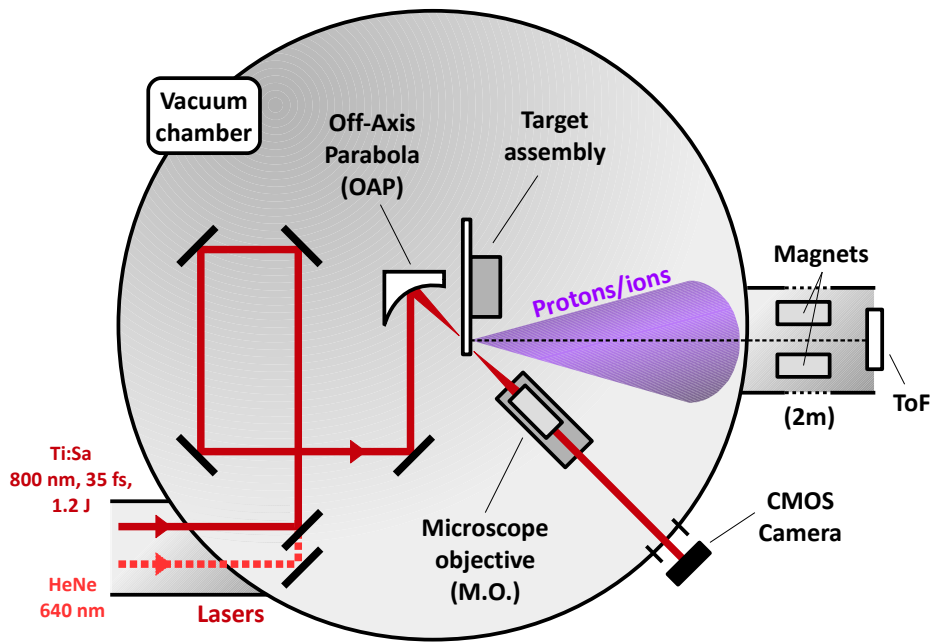 Vacuum
chamber
Off-Axis
Parabola
(OAP)
Target
assembly
Magnets
Protons/ions
ToF
(2m)
Ti:Sa
800 nm, 35 fs,
1.2 J
CMOS
Camera
Microscope
objective
(M.O.)
HeNe
640 nm
Lasers